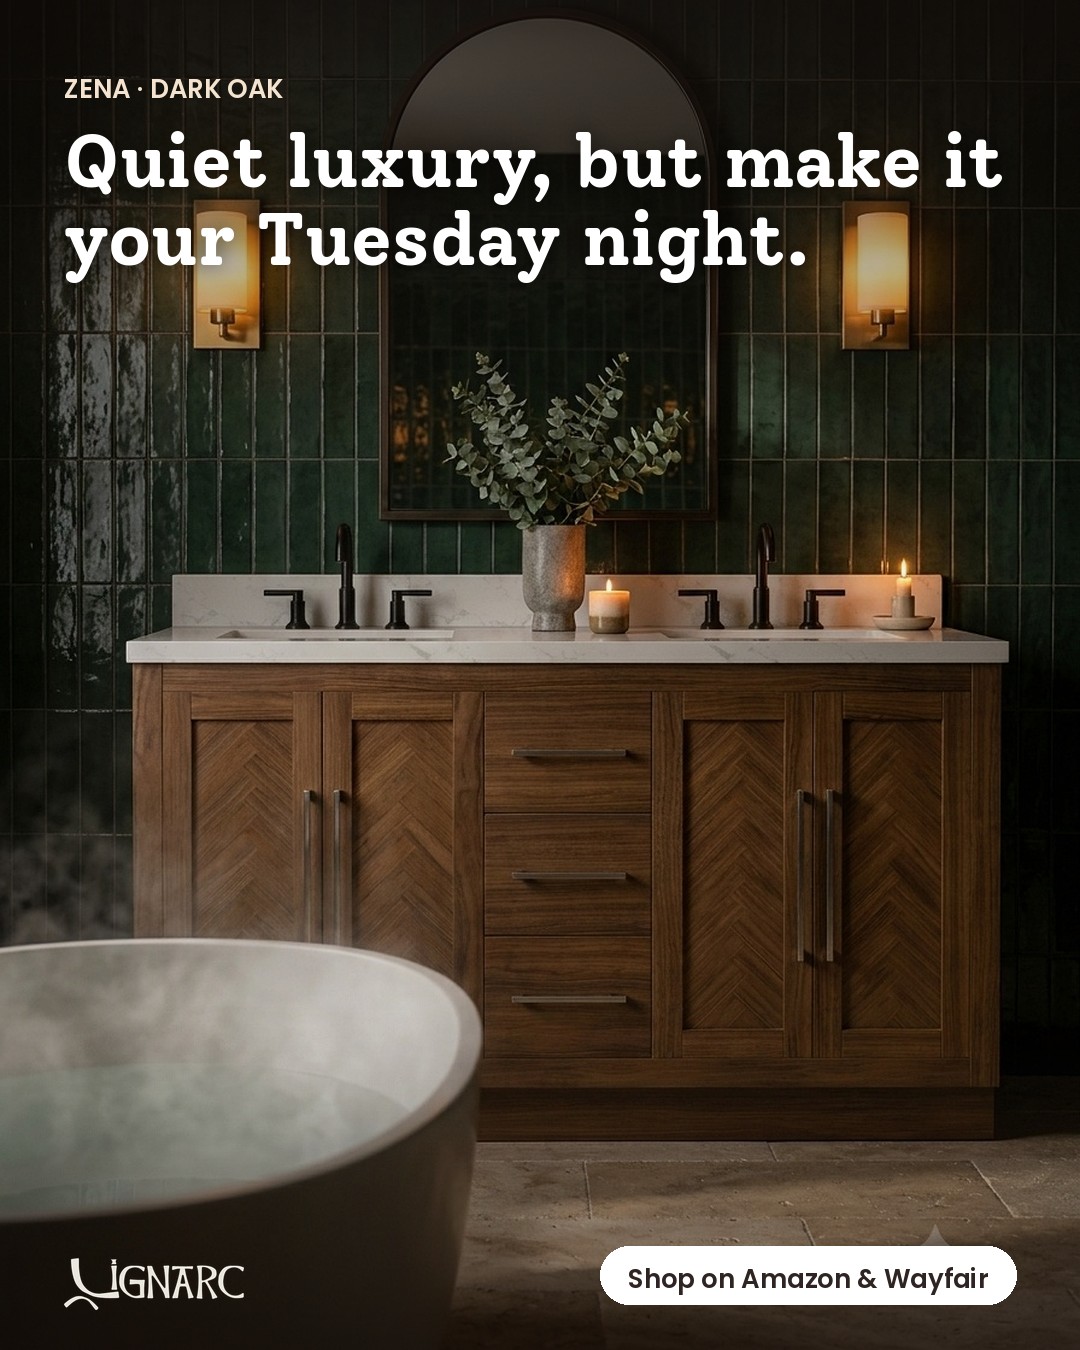 ZENA · DARK OAK
Quiet luxury, but make it
your Tuesday night.
LIGNARC
Shop on Amazon & Wayfair